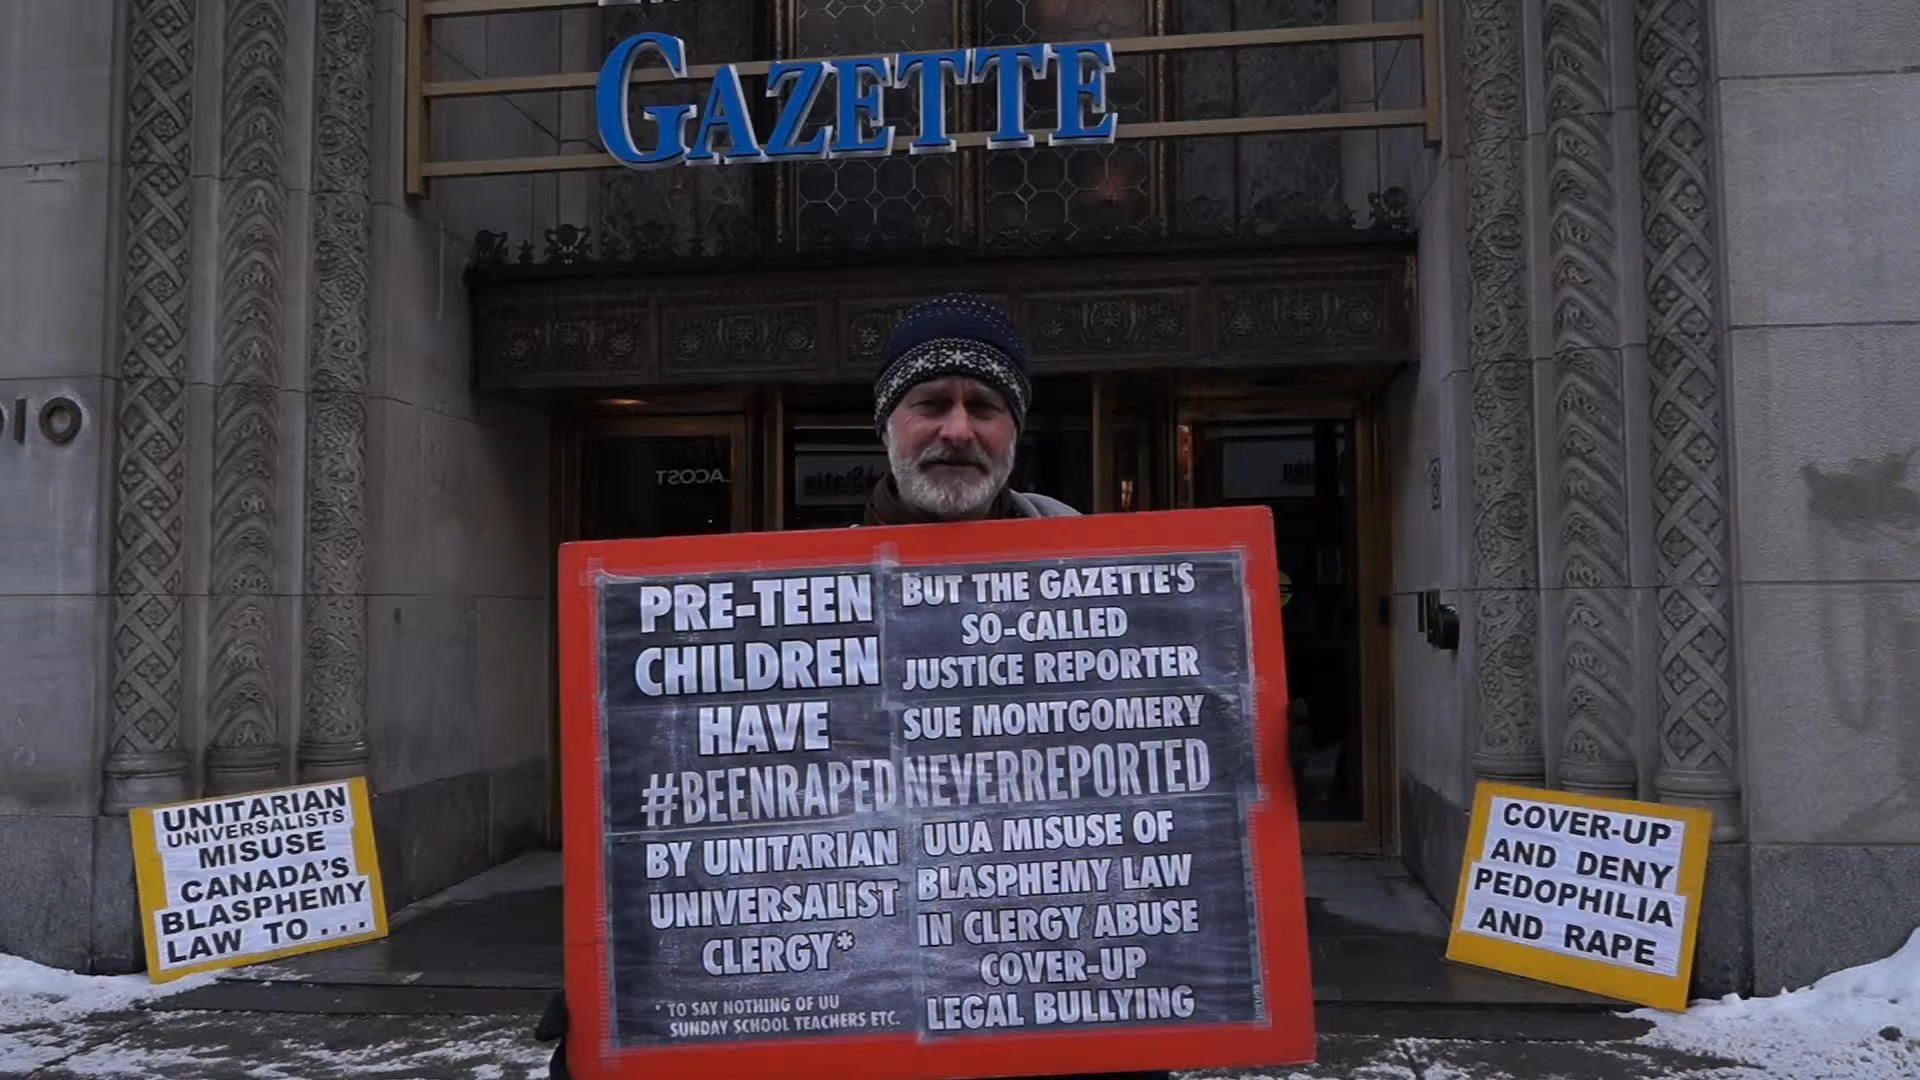 GAZETTE
010
LACOST
PRE-TEEN
CHILDREN
HAVE
#BEENRAPED
BY UNITARIAN
UNIVERSALIST
CLERGY*
* TO SAY NOTHING OF UU
SUNDAY SCHOOL TEACHERS ETC.
BUT THE GAZETTE'S
SO-CALLED
JUSTICE REPORTER
SUE MONTGOMERY
NEVERREPORTED
UUA MISUSE OF
BLASPHEMY LAW
IN CLERGY ABUSE
COVER-UP
LEGAL BULLYING
UNITARIAN
UNIVERSALISTS
MISUSE
CANADA'S
BLASPHEMY
LAW TO . . .
COVER-UP
AND DENY
PEDOPHILIA
AND RAPE